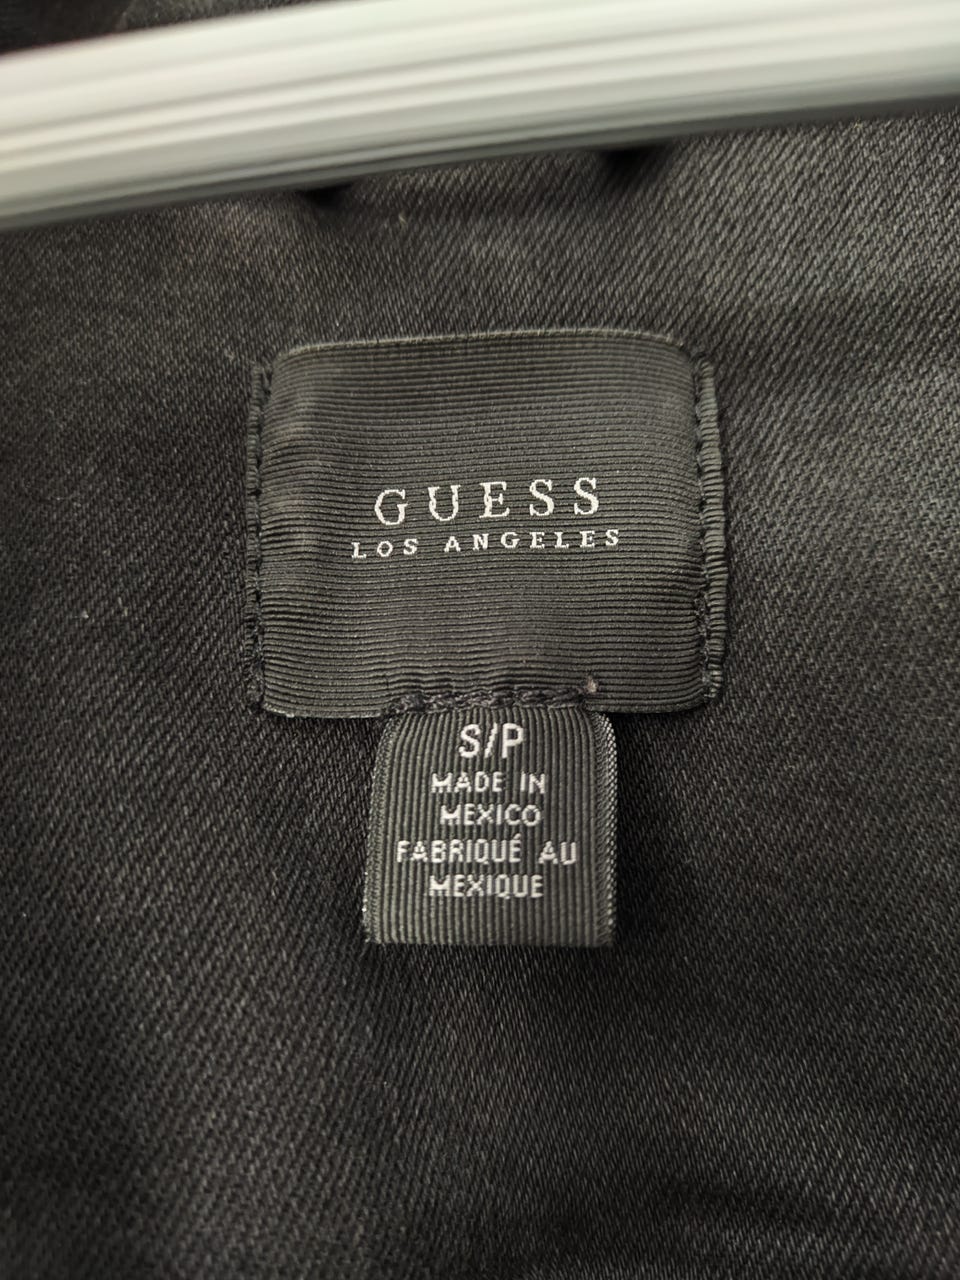 GUESS
LOS ANGELES
S/P
MADE IN
MEXICO
FABRIQUÉ AU
MEXIQUE